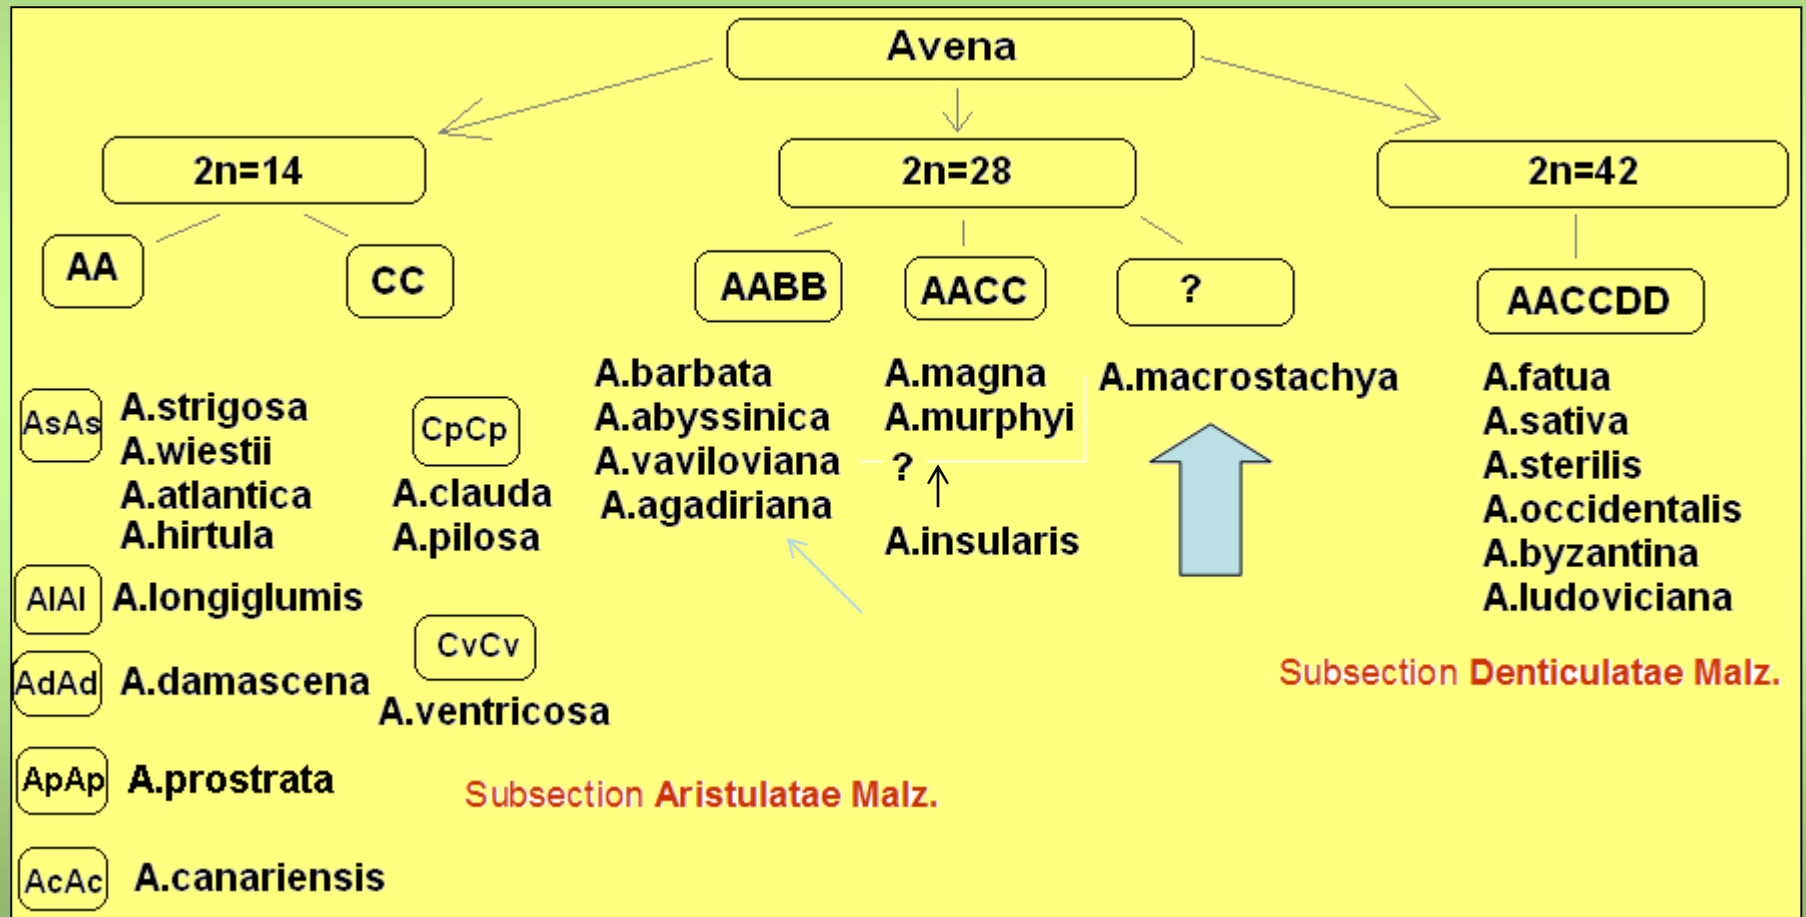 Avena
2n=14
2n=28
2n=42
AA
CC
AABB
AACC
?
AACCDD
AsAs
A.strigosa
A.wiestii
A.atlantica
A.hirtula
AlAl
A.longiglumis
AdAd
A.damascena
ApAp
A.prostrata
AcAc
A.canariensis
CpCp
A.clauda
A.pilosa
CvCv
A.ventricosa
A.barbata
A.abyssinica
A.vaviloviana
A.agadiriana
A.magna
A.murphyi
?
A.insularis
A.macrostachya
A.fatua
A.sativa
A.sterilis
A.occidentalis
A.byzantina
A.ludoviciana
Subsection Denticulatae Malz.
Subsection Aristulatae Malz.